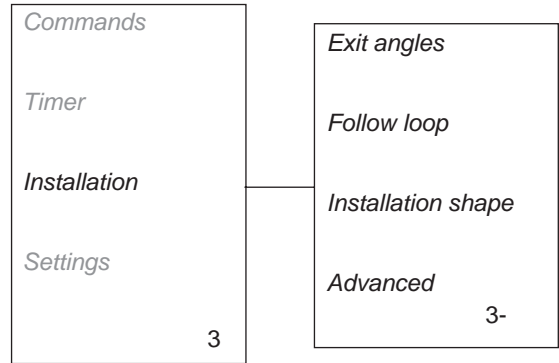 Commands
Timer
Installation
Settings
3
Exit angles
Follow loop
Installation shape
Advanced
3-